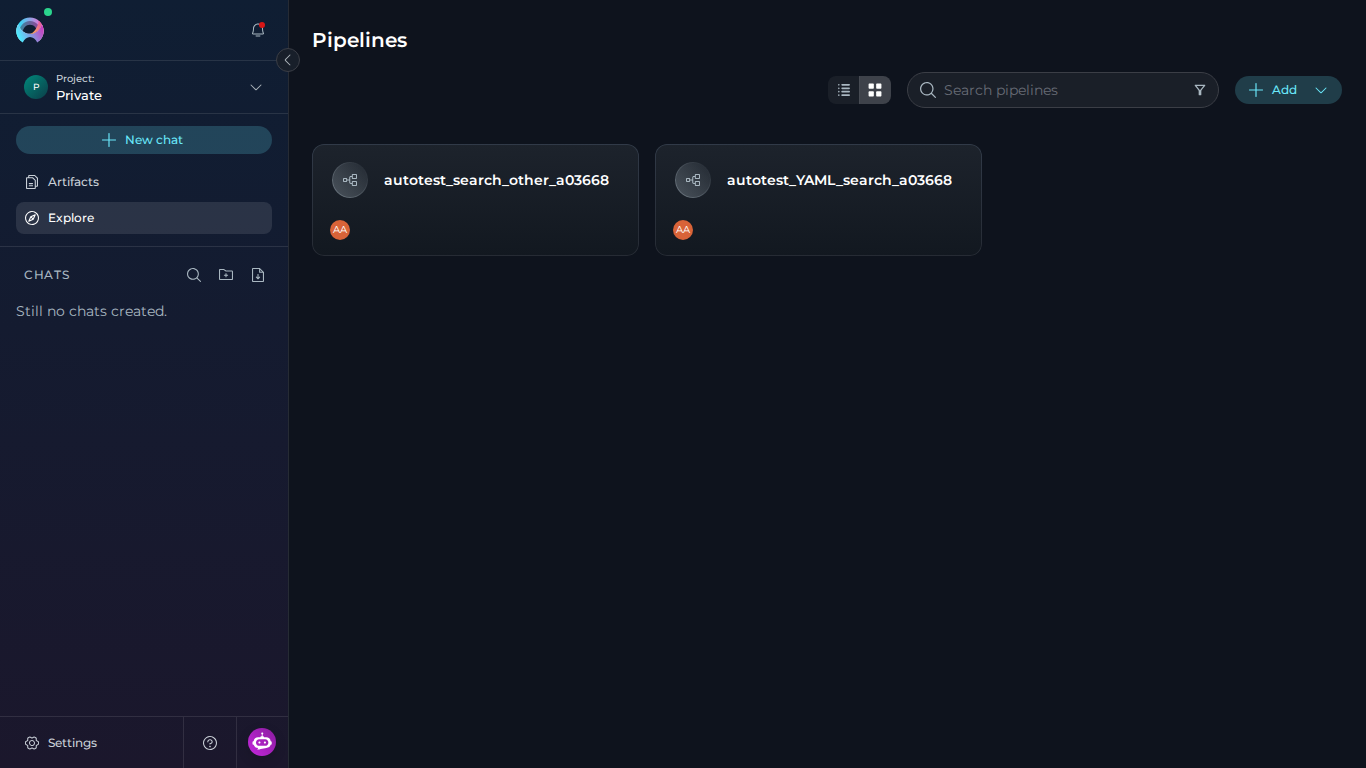 Pipelines
P
Project:
Private
Search pipelines
Add
New chat
Artifacts
Explore
autotest_search_other_a03668
autotest_YAML_search_a03668
AA
AA
CHATS
Still no chats created.
Settings